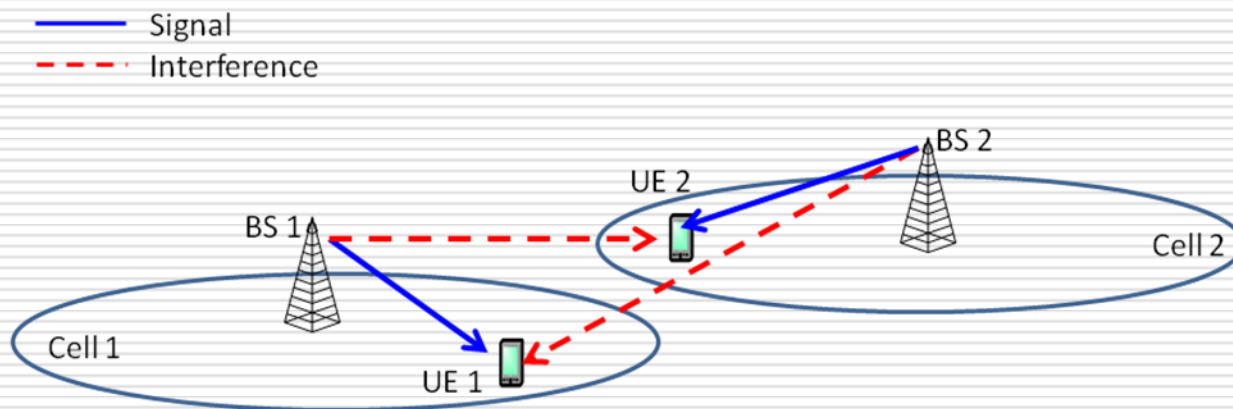 Signal
Interference
BS 2
UE 2
BS 1
Cell 2
Cell 1
UE 1